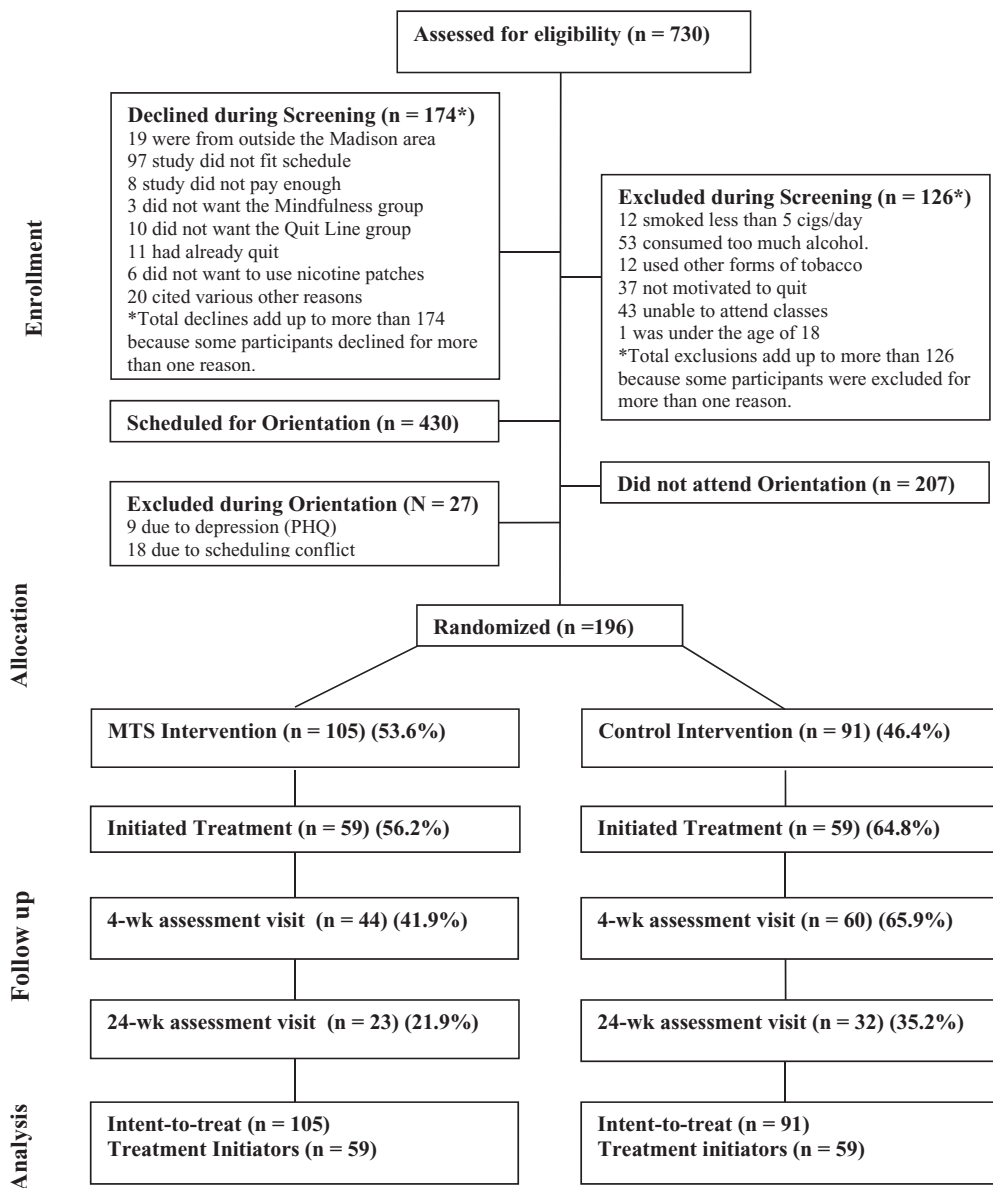 Assessed for eligibility (n = 730)
Enrollment
Declined during Screening (n = 174*)
19 were from outside the Madison area
97 study did not fit schedule
8 study did not pay enough
3 did not want the Mindfulness group
10 did not want the Quit Line group
11 had already quit
6 did not want to use nicotine patches
20 cited various other reasons
*Total declines add up to more than 174
because some participants declined for more
than one reason.
Excluded during Screening (n = 126*)
12 smoked less than 5 cigs/day
53 consumed too much alcohol.
12 used other forms of tobacco
37 not motivated to quit
43 unable to attend classes
1 was under the age of 18
*Total exclusions add up to more than 126
because some participants were excluded for
more than one reason.
Scheduled for Orientation (n = 430)
Did not attend Orientation (n = 207)
Excluded during Orientation (N = 27)
9 due to depression (PHQ)
18 due to scheduling conflict
Allocation
Randomized (n =196)
MTS Intervention (n = 105) (53.6%)
Control Intervention (n = 91) (46.4%)
Initiated Treatment (n = 59) (56.2%)
Initiated Treatment (n = 59) (64.8%)
Follow up
4-wk assessment visit (n = 44) (41.9%)
4-wk assessment visit (n = 60) (65.9%)
24-wk assessment visit (n = 23) (21.9%)
24-wk assessment visit (n = 32) (35.2%)
Analysis
Intent-to-treat (n = 105)
Treatment Initiators (n = 59)
Intent-to-treat (n = 91)
Treatment initiators (n = 59)